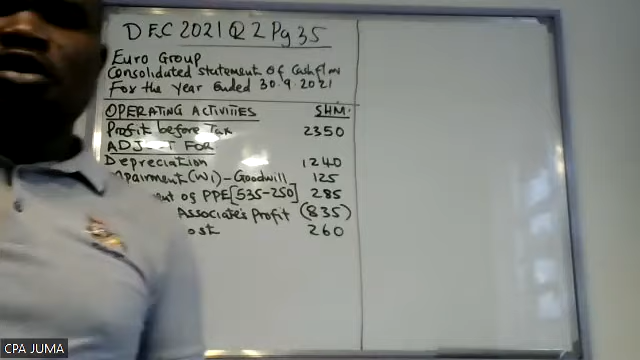 DEC 2021 Q2 Pg 35
Euro Group
Consolidated statement of Cashflow
For the year Ended 30.9.2021
OPERATING ACTIVITIES SHM.
Profit before Tax 2350
FOR
Depreciation 1240
(W1)-Goodwill 125
of PPE[535-250] 285
Associate's Profit (835)
260
CPA JUMA